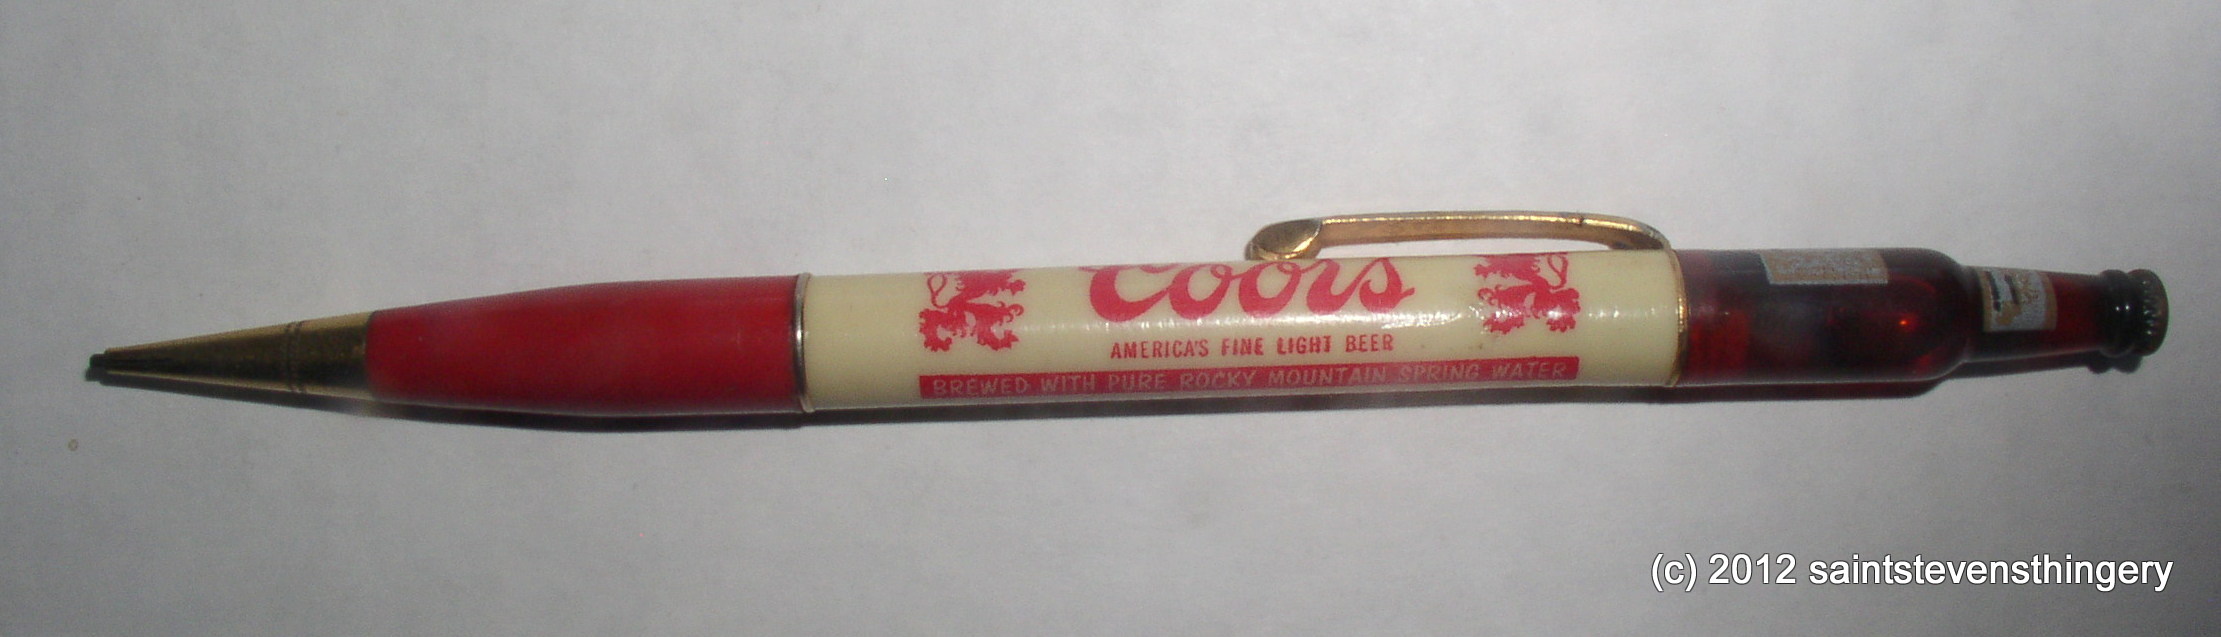 Coors
AMERICA'S FINE LIGHT BEER
BREWED WITH PURE ROCKY MOUNTAIN SPRING WATER
(c) 2012 saintstevensthingery